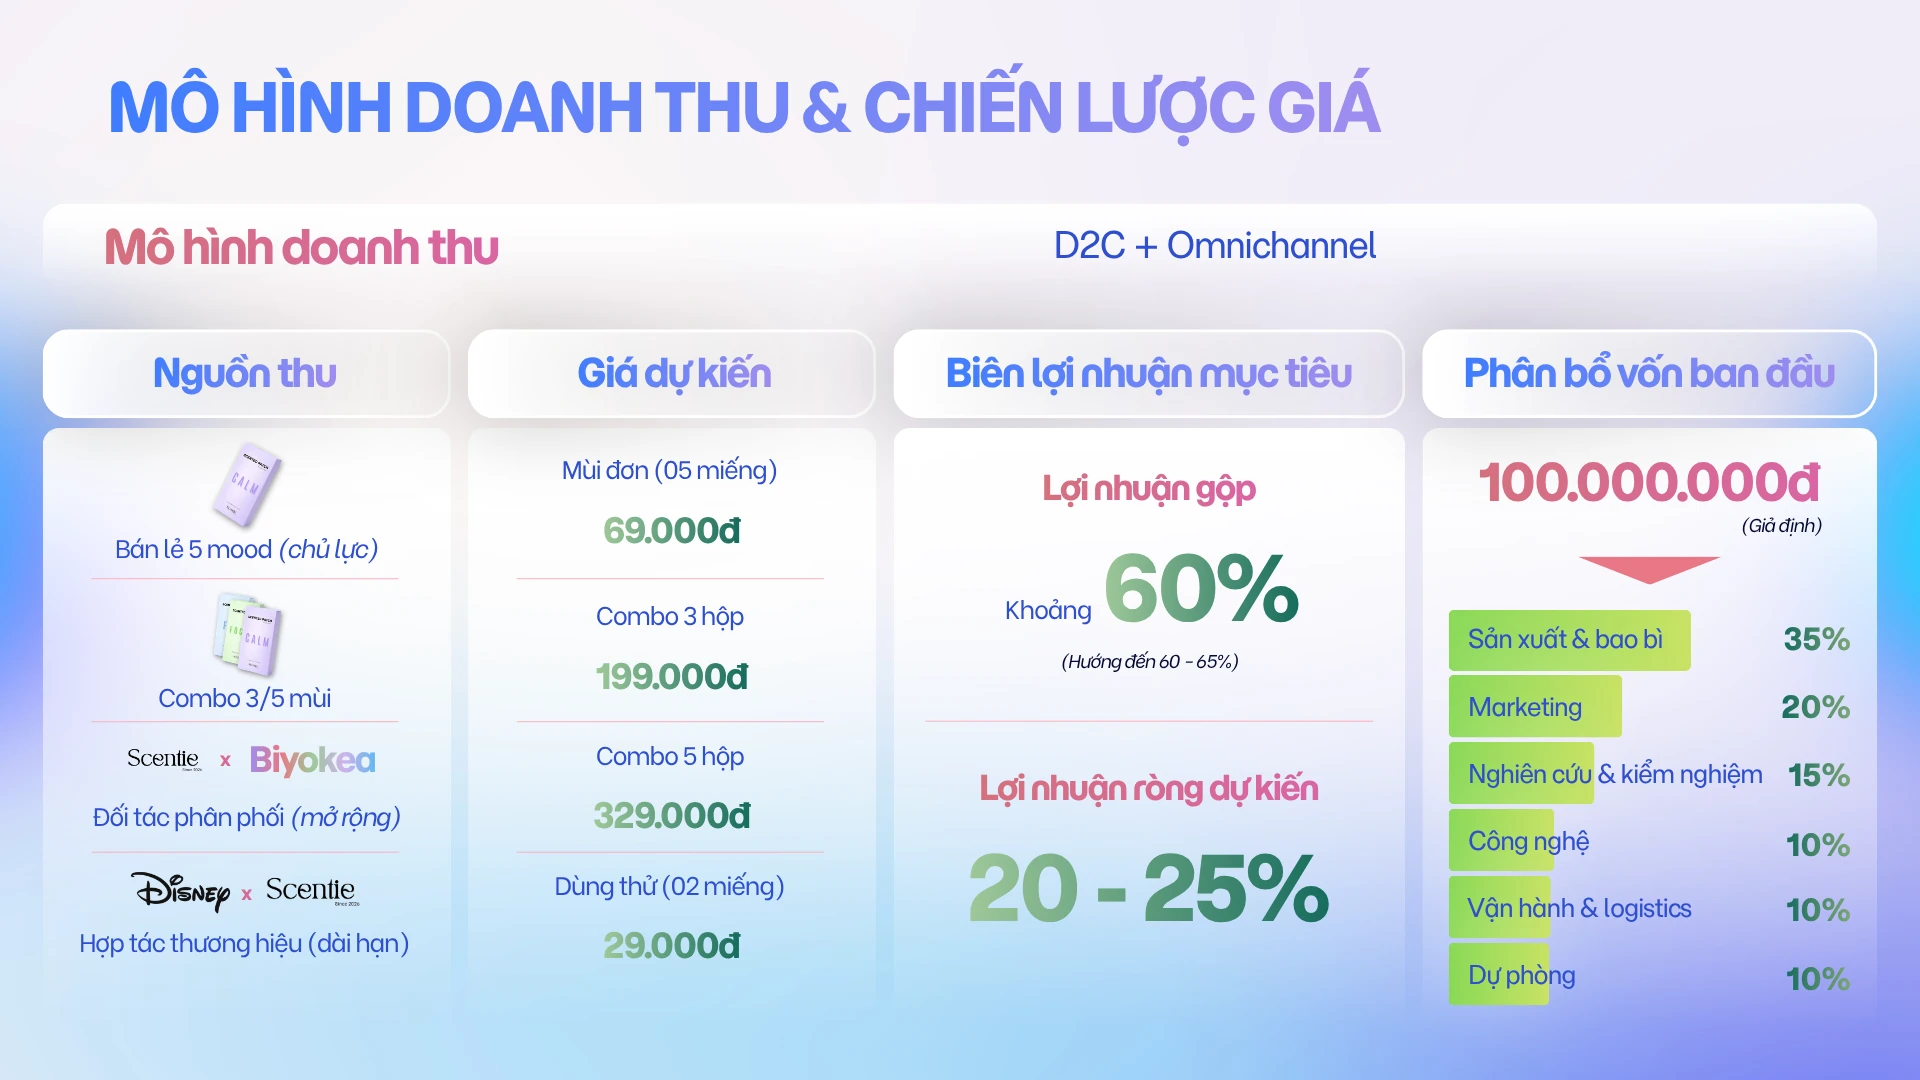 MÔ HÌNH DOANH THU & CHIẾN LƯỢC GIÁ
Mô hình doanh thu
D2C + Omnichannel
Nguồn thu
CALM
Bán lẻ 5 mood (chủ lực)
CALM
Combo 3/5 mùi
Scentie x Biyokea
Since 2026
Đối tác phân phối (mở rộng)
Disney x Scentie
Since 2026
Hợp tác thương hiệu (dài hạn)
Giá dự kiến
Mùi đơn (05 miếng)
69.000đ
Combo 3 hộp
199.000đ
Combo 5 hộp
329.000đ
Dùng thử (02 miếng)
29.000đ
Biên lợi nhuận mục tiêu
Lợi nhuận gộp
Khoảng 60%
(Hướng đến 60 - 65%)
Lợi nhuận ròng dự kiến
20 - 25%
Phân bổ vốn ban đầu
100.000.000đ
(Giả định)
Sản xuất & bao bì 35%
Marketing 20%
Nghiên cứu & kiểm nghiệm 15%
Công nghệ 10%
Vận hành & logistics 10%
Dự phòng 10%